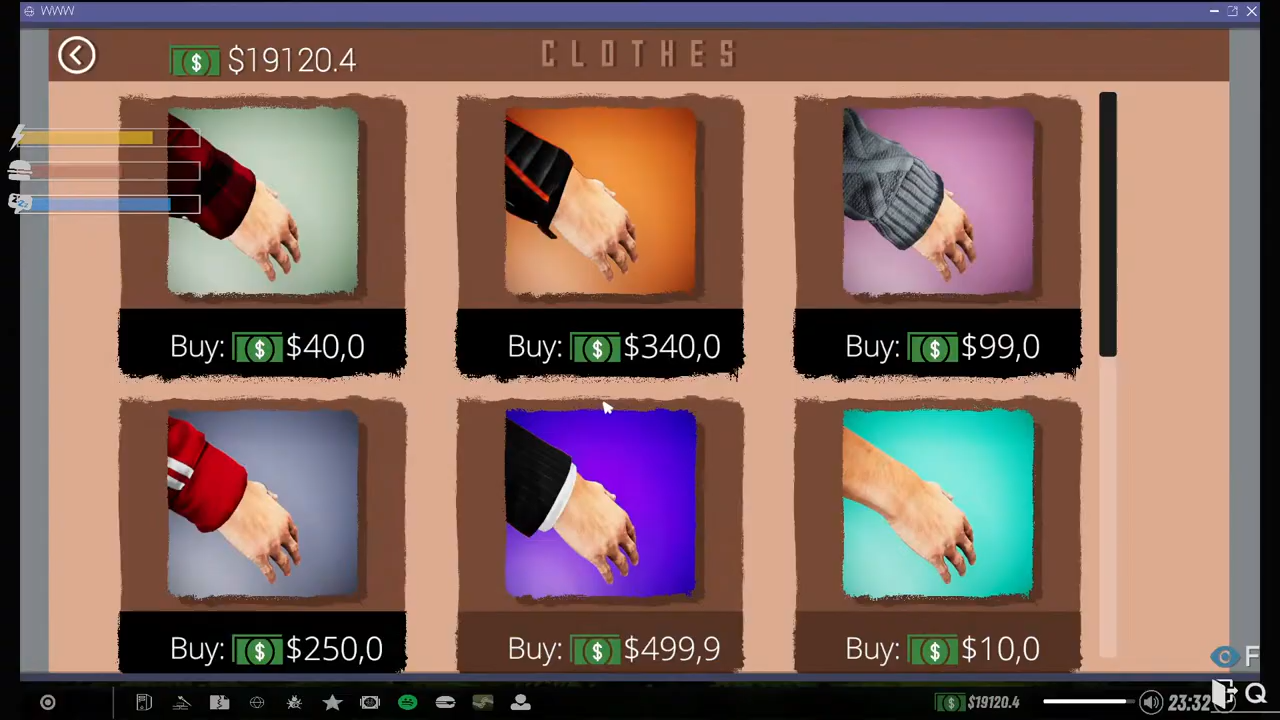 WWW
$19120.4
CLOTHES
Buy: $40,0
Buy: $340,0
Buy: $99,0
Buy: $250,0
Buy: $499,9
Buy: $10,0
F
$19120.4
23:32
Q